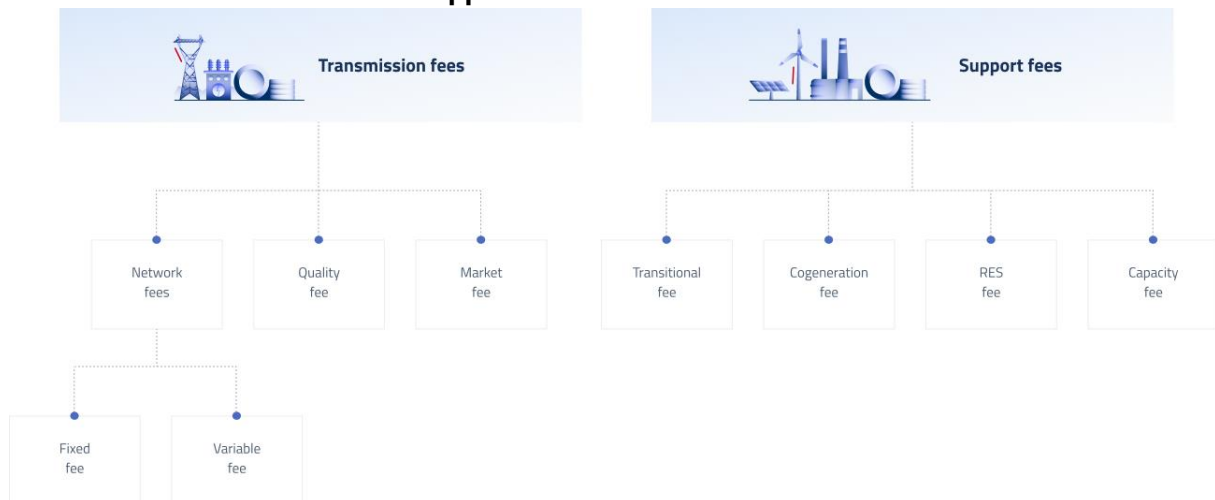 Transmission fees
Support fees
Network
fees
Quality
fee
Market
fee
Transitional
fee
Cogeneration
fee
RES
fee
Capacity
fee
Fixed
fee
Variable
fee